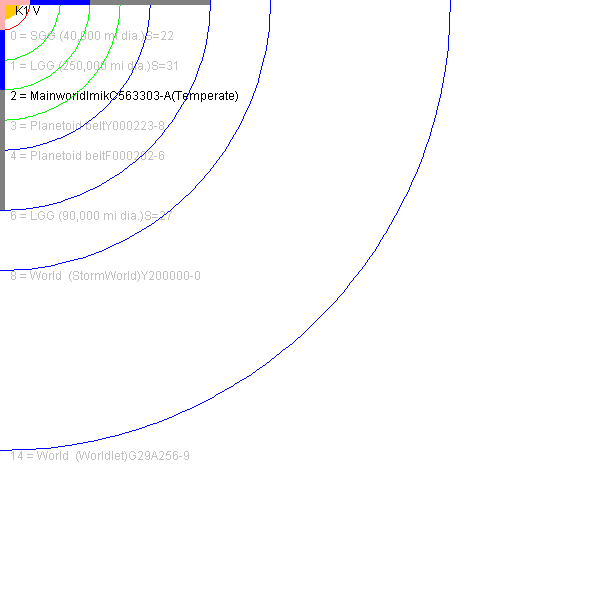 K1 V
0 = SGG (40,000 mi dia.)S=22
1 = LGG (250,000 mi dia.)S=31
2 = MainworldImikC563303-A(Temperate)
3 = Planetoid beltY000223-8
4 = Planetoid beltF000202-6
6 = LGG (90,000 mi dia.)S=27
8 = World (StormWorld)Y200000-0
14 = World (Worldlet)G29A256-9